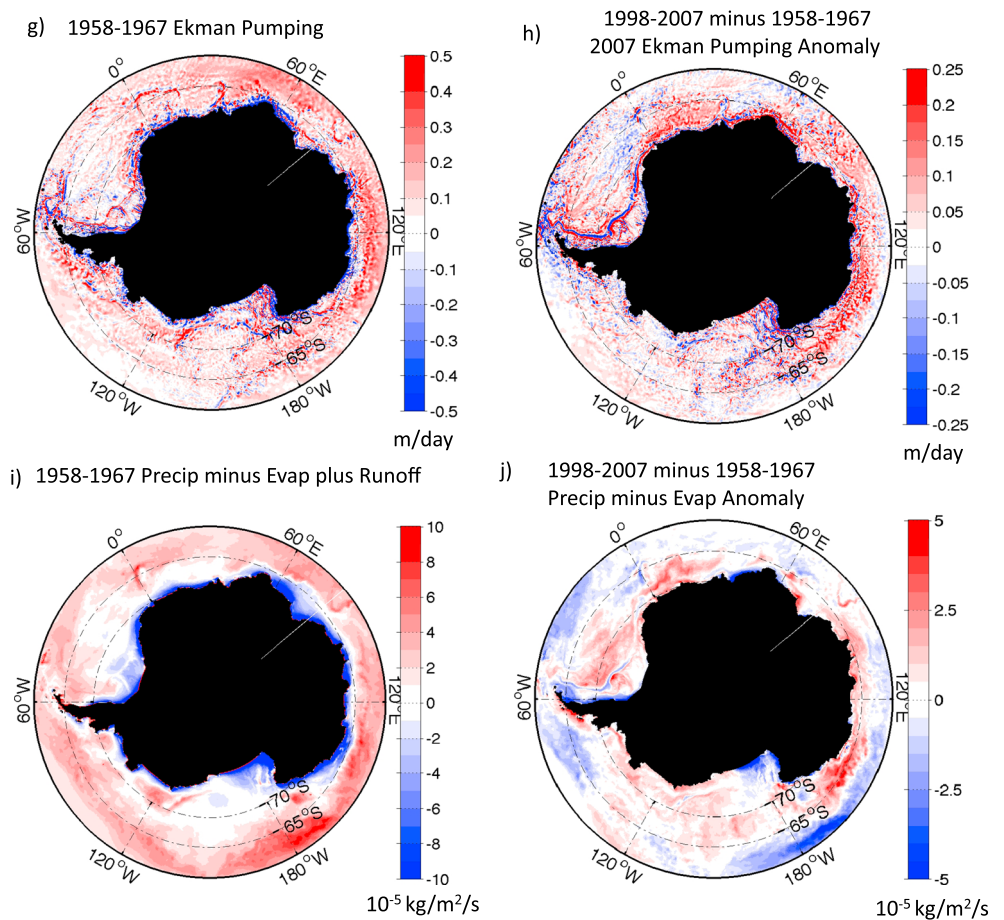 g) 1958-1967 Ekman Pumping
0°
60°E
120°E
180°W
120°W
60°W
70°S
65°S
0.5
0.4
0.3
0.2
0.1
0
-0.1
-0.2
-0.3
-0.4
-0.5
m/day
h) 1998-2007 minus 1958-1967
2007 Ekman Pumping Anomaly
0°
60°E
120°E
180°W
120°W
60°W
70°S
65°S
0.25
0.2
0.15
0.1
0.05
0
-0.05
-0.1
-0.15
-0.2
-0.25
m/day
i) 1958-1967 Precip minus Evap plus Runoff
0°
60°E
120°E
180°W
120°W
60°W
70°S
65°S
10
8
6
4
2
0
-2
-4
-6
-8
-10
10⁻⁵ kg/m²/s
j) 1998-2007 minus 1958-1967
Precip minus Evap Anomaly
0°
60°E
120°E
180°W
120°W
60°W
70°S
65°S
5
2.5
0
-2.5
-5
10⁻⁵ kg/m²/s